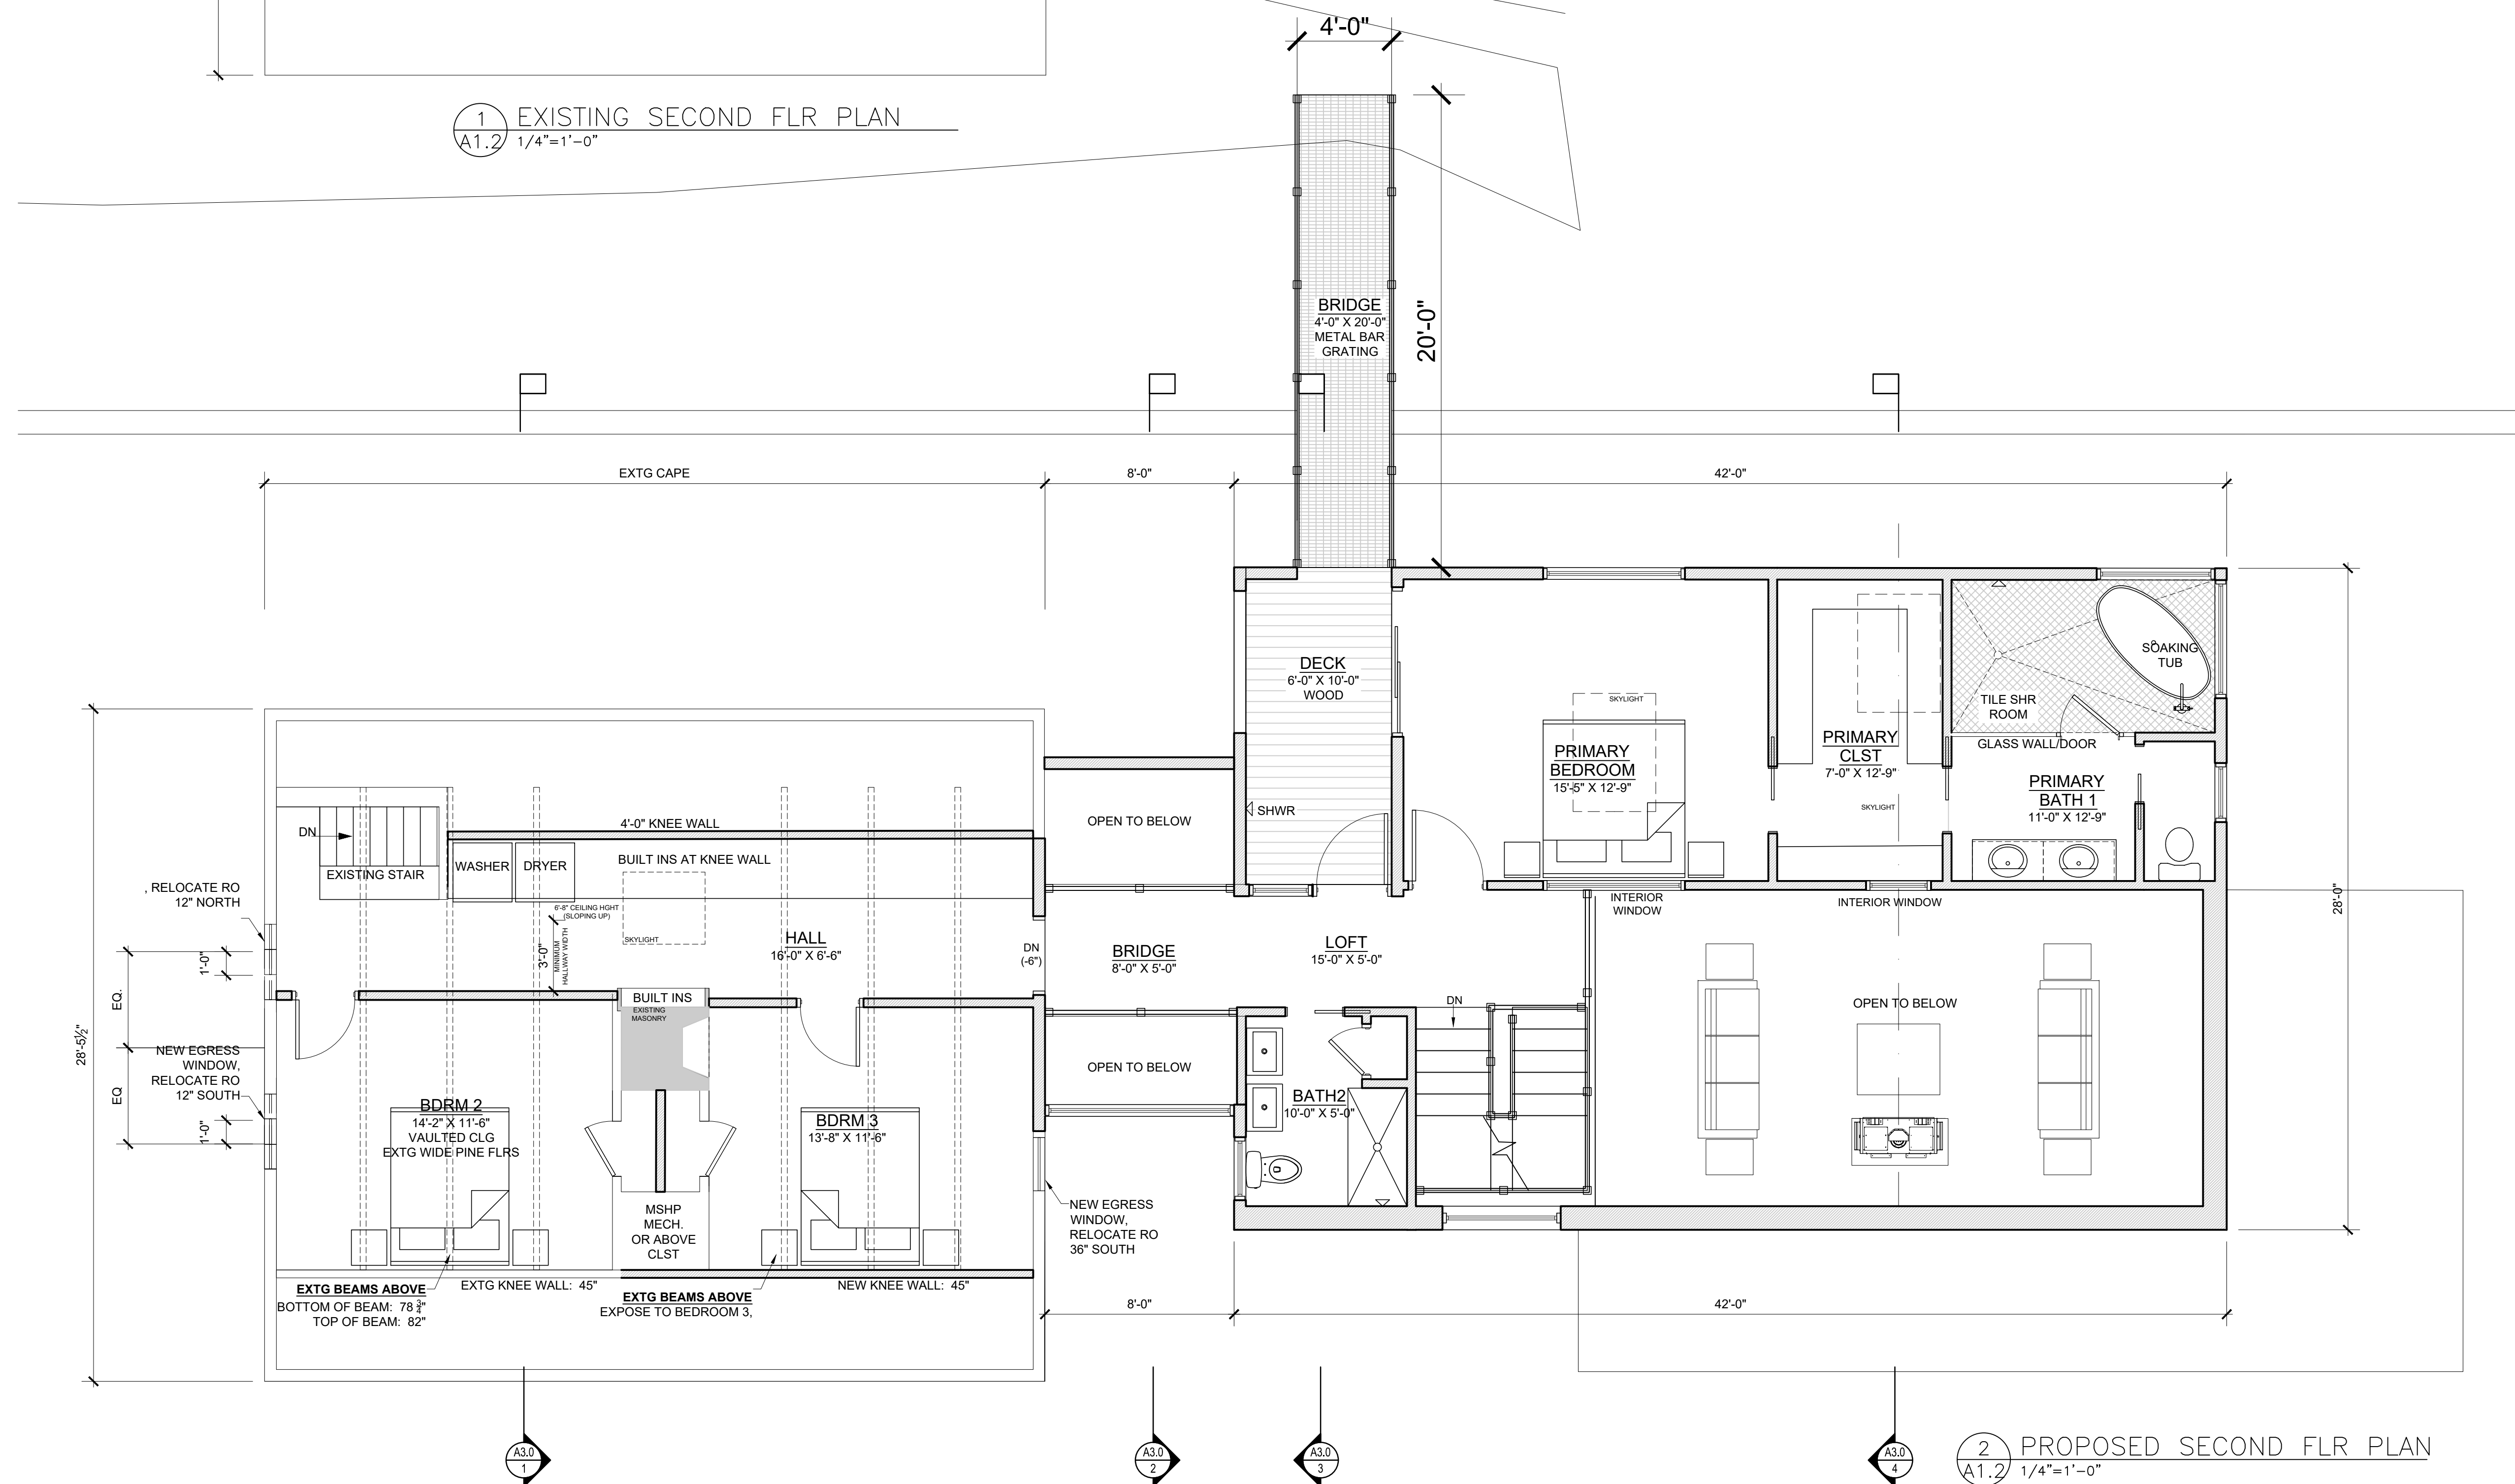 4'-0"
1
A1.2
EXISTING SECOND FLR PLAN
1/4"=1'-0"
BRIDGE
4'-0" X 20'-0"
METAL BAR
GRATING
20'-0"
EXTG CAPE
8'-0"
42'-0"
DECK
6'-0" X 10'-0"
WOOD
SHWR
SKYLIGHT
PRIMARY
BEDROOM
15'-5" X 12'-9"
PRIMARY
CLST
7'-0" X 12'-9"
SKYLIGHT
SOAKING
TUB
TILE SHR
ROOM
GLASS WALL/DOOR
PRIMARY
BATH 1
11'-0" X 12'-9"
OPEN TO BELOW
4'-0" KNEE WALL
DN
WASHER
DRYER
BUILT INS AT KNEE WALL
EXISTING STAIR
, RELOCATE RO
12" NORTH
6'-8" CEILING HGHT
(SLOPING UP)
SKYLIGHT
3'-0"
MINIMUM
HALLWAY WIDTH
HALL
16'-0" X 6'-6"
DN
(-6")
BRIDGE
8'-0" X 5'-0"
LOFT
15'-0" X 5'-0"
INTERIOR
WINDOW
INTERIOR WINDOW
28'-0"
1'-0"
EQ.
28'-5½"
BUILT INS
EXISTING
MASONRY
DN
OPEN TO BELOW
NEW EGRESS
WINDOW,
RELOCATE RO
12" SOUTH
EQ
1'-0"
OPEN TO BELOW
BDRM 2
14'-2" X 11'-6"
VAULTED CLG
EXTG WIDE PINE FLRS
BDRM 3
13'-8" X 11'-6"
BATH2
10'-0" X 5'-0"
MSHP
MECH.
OR ABOVE
CLST
NEW EGRESS
WINDOW,
RELOCATE RO
36" SOUTH
EXTG BEAMS ABOVE
BOTTOM OF BEAM: 78 3/4"
TOP OF BEAM: 82"
EXTG KNEE WALL: 45"
EXTG BEAMS ABOVE
EXPOSE TO BEDROOM 3,
NEW KNEE WALL: 45"
8'-0"
42'-0"
A3.0
1
A3.0
2
A3.0
3
A3.0
4
2
A1.2
PROPOSED SECOND FLR PLAN
1/4"=1'-0"